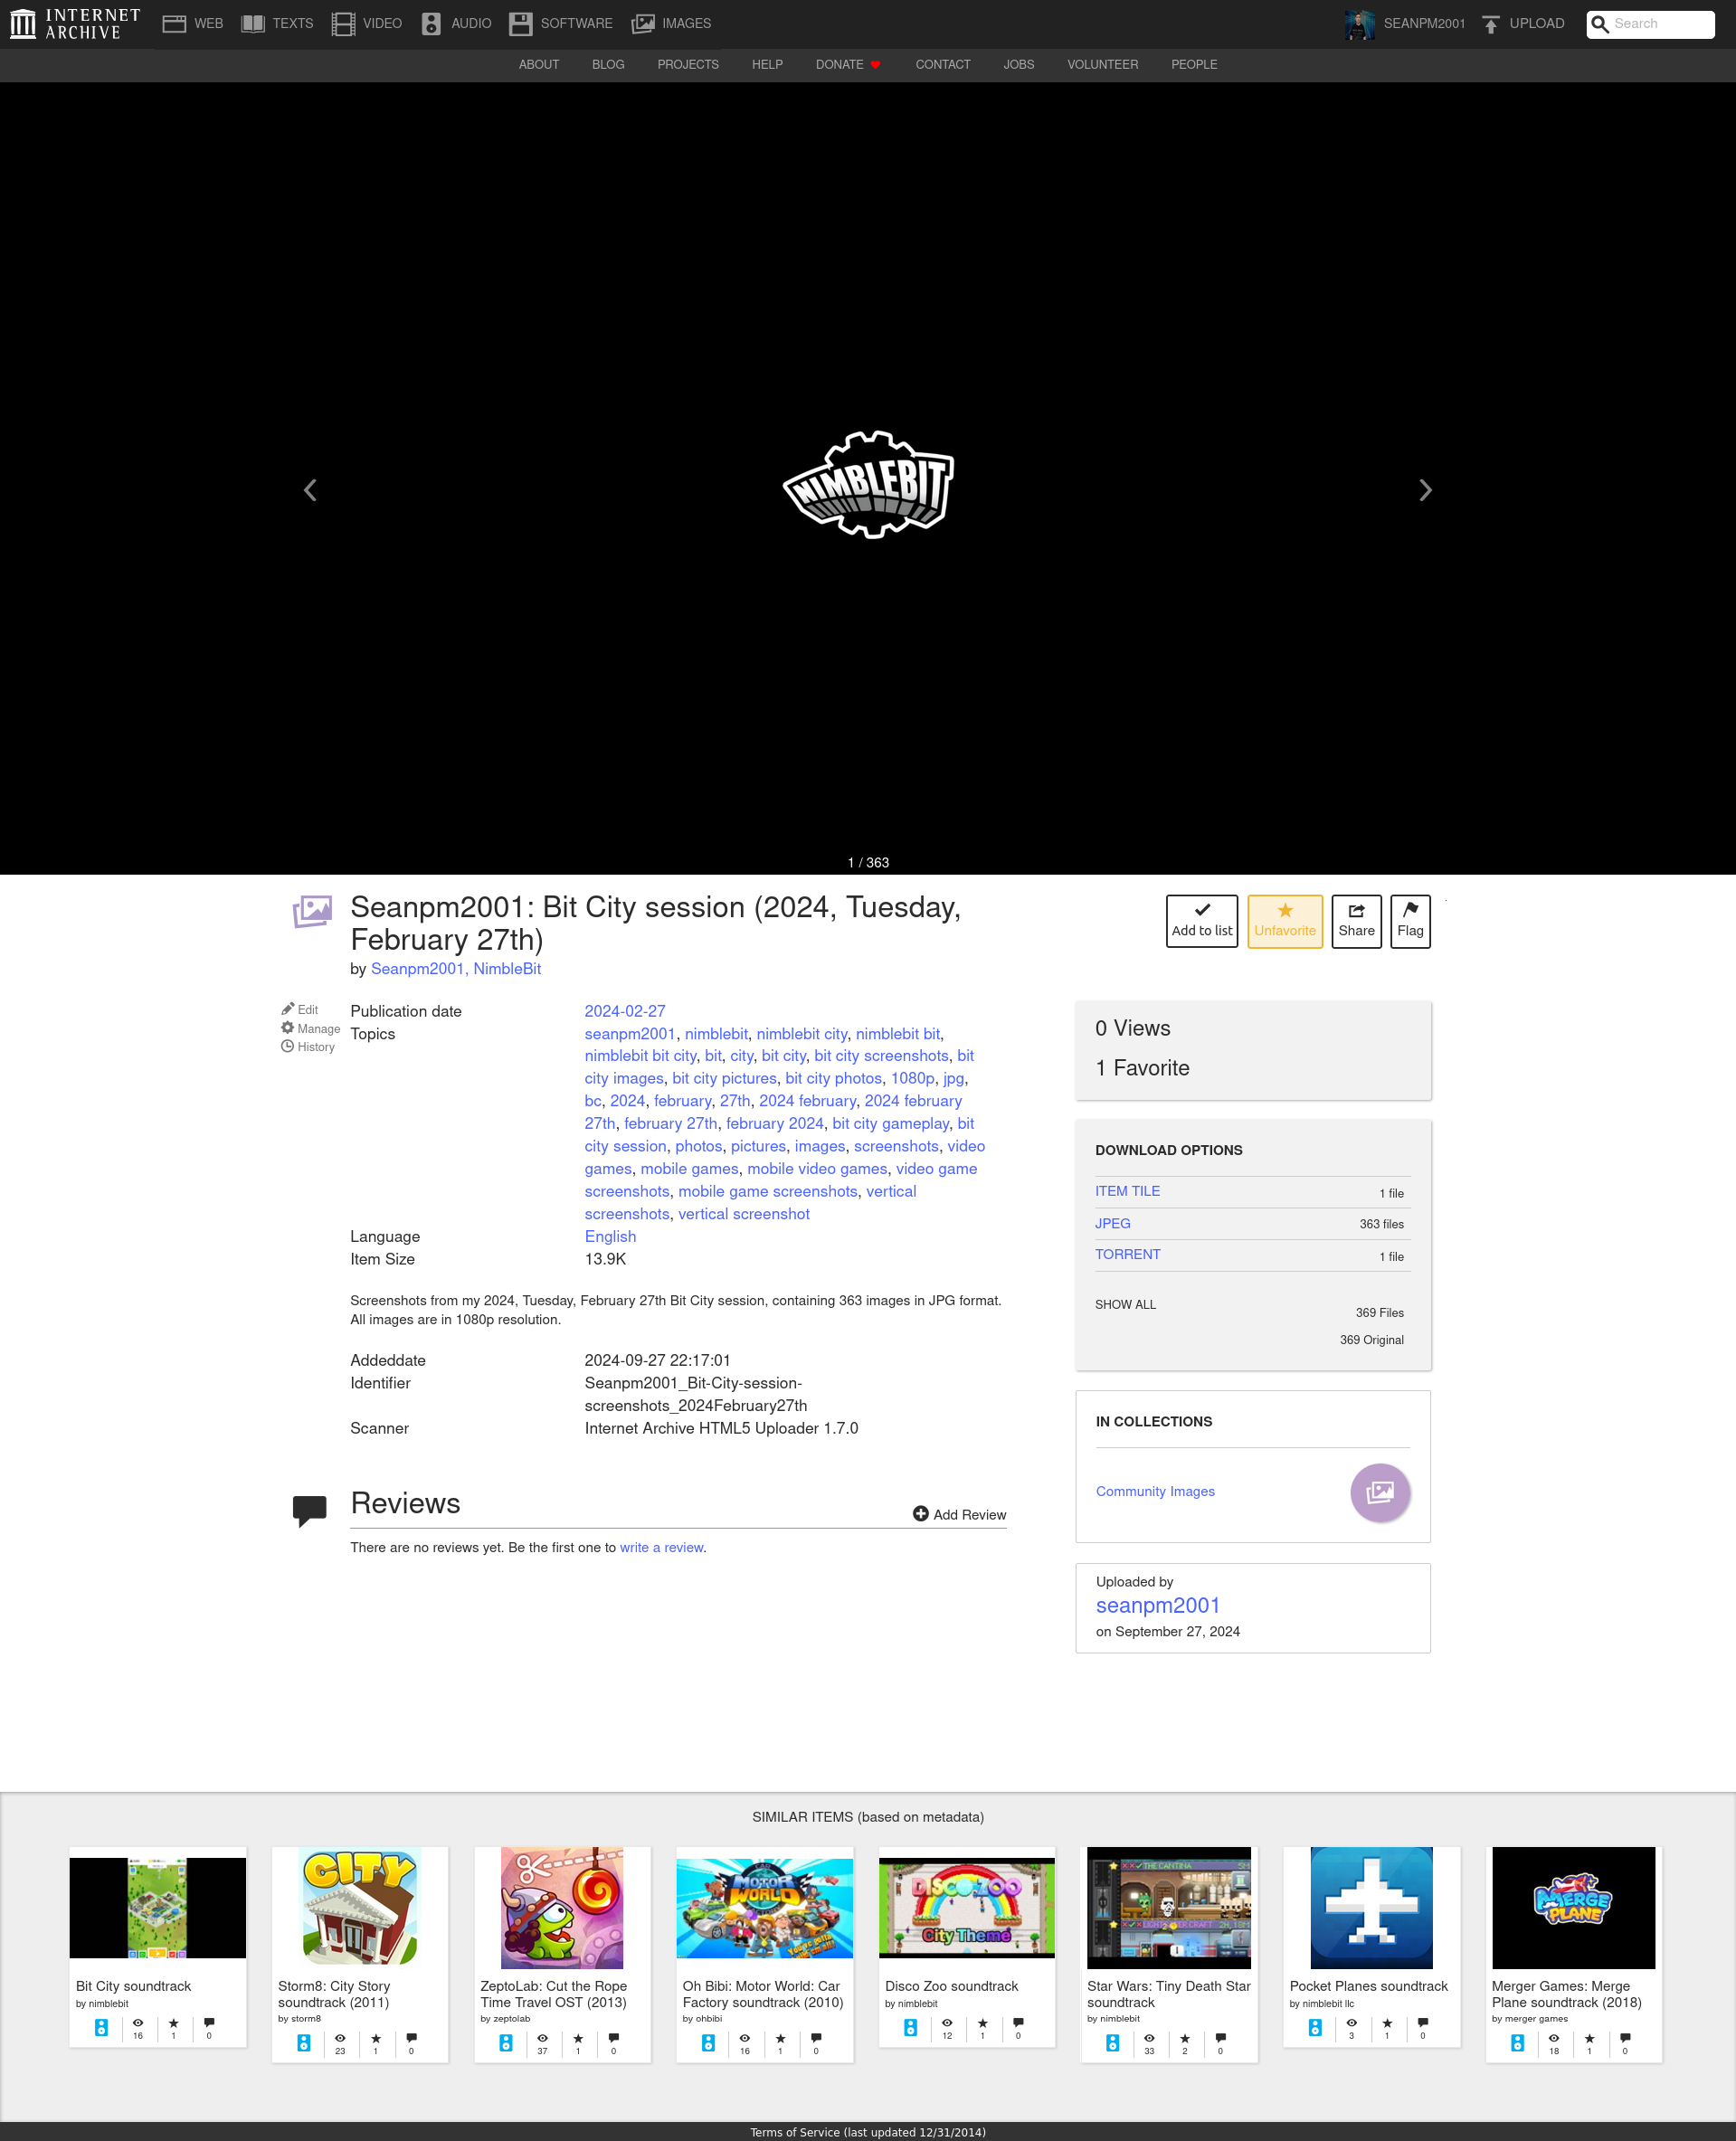 INTERNET ARCHIVE
WEB TEXTS VIDEO AUDIO SOFTWARE IMAGES SEANPM2001 UPLOAD Search
ABOUT BLOG PROJECTS HELP DONATE CONTACT JOBS VOLUNTEER PEOPLE
NIMBLEBIT
1 / 363
Seanpm2001: Bit City session (2024, Tuesday,
February 27th)
by Seanpm2001, NimbleBit
Add to list Unfavorite Share Flag
Edit
Manage
History
Publication date 2024-02-27
Topics seanpm2001, nimblebit, nimblebit city, nimblebit bit,
nimblebit bit city, bit, city, bit city, bit city screenshots, bit
city images, bit city pictures, bit city photos, 1080p, jpg,
bc, 2024, february, 27th, 2024 february, 2024 february
27th, february 27th, february 2024, bit city gameplay, bit
city session, photos, pictures, images, screenshots, video
games, mobile games, mobile video games, video game
screenshots, mobile game screenshots, vertical
screenshots, vertical screenshot
Language English
Item Size 13.9K
Screenshots from my 2024, Tuesday, February 27th Bit City session, containing 363 images in JPG format.
All images are in 1080p resolution.
Addeddate 2024-09-27 22:17:01
Identifier Seanpm2001_Bit-City-session-
screenshots_2024February27th
Scanner Internet Archive HTML5 Uploader 1.7.0
Reviews
Add Review
There are no reviews yet. Be the first one to write a review.
0 Views
1 Favorite
DOWNLOAD OPTIONS
ITEM TILE 1 file
JPEG 363 files
TORRENT 1 file
SHOW ALL 369 Files
369 Original
IN COLLECTIONS
Community Images
Uploaded by
seanpm2001
on September 27, 2024
SIMILAR ITEMS (based on metadata)
Bit City soundtrack
by nimblebit
16 1 0
CITY
Storm8: City Story
soundtrack (2011)
by storm8
23 1 0
ZeptoLab: Cut the Rope
Time Travel OST (2013)
by zeptolab
37 1 0
MOTOR
WORLD
Oh Bibi: Motor World: Car
Factory soundtrack (2010)
by ohbibi
16 1 0
DISCO ZOO
City Theme
Disco Zoo soundtrack
by nimblebit
12 1 0
THE CANTINA
Star Wars: Tiny Death Star
soundtrack
by nimblebit
33 2 0
Pocket Planes soundtrack
by nimblebit llc
3 1 0
MERGE
PLANE
Merger Games: Merge
Plane soundtrack (2018)
by merger games
18 1 0
Terms of Service (last updated 12/31/2014)